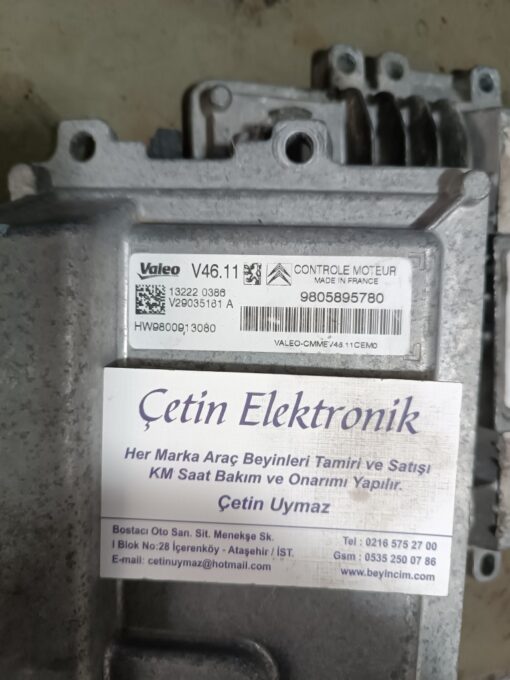 Valeo V46.11 CONTROLE MOTEUR
MADE IN FRANCE
13222 0386
V29035161 A
9805895780
HW9800913080
VALEO-CMMEV46.11CEM0
Çetin Elektronik
Her Marka Araç Beyinleri Tamiri ve Satışı
KM Saat Bakım ve Onarımı Yapılır.
Çetin Uymaz
Bostacı Oto San. Sit. Menekşe Sk.
I Blok No:28 İçerenköy - Ataşehir / İST.
E-mail: cetinuymaz@hotmail.com
Tel : 0216 575 27 00
Gsm : 0535 250 07 86
www.beyincim.com